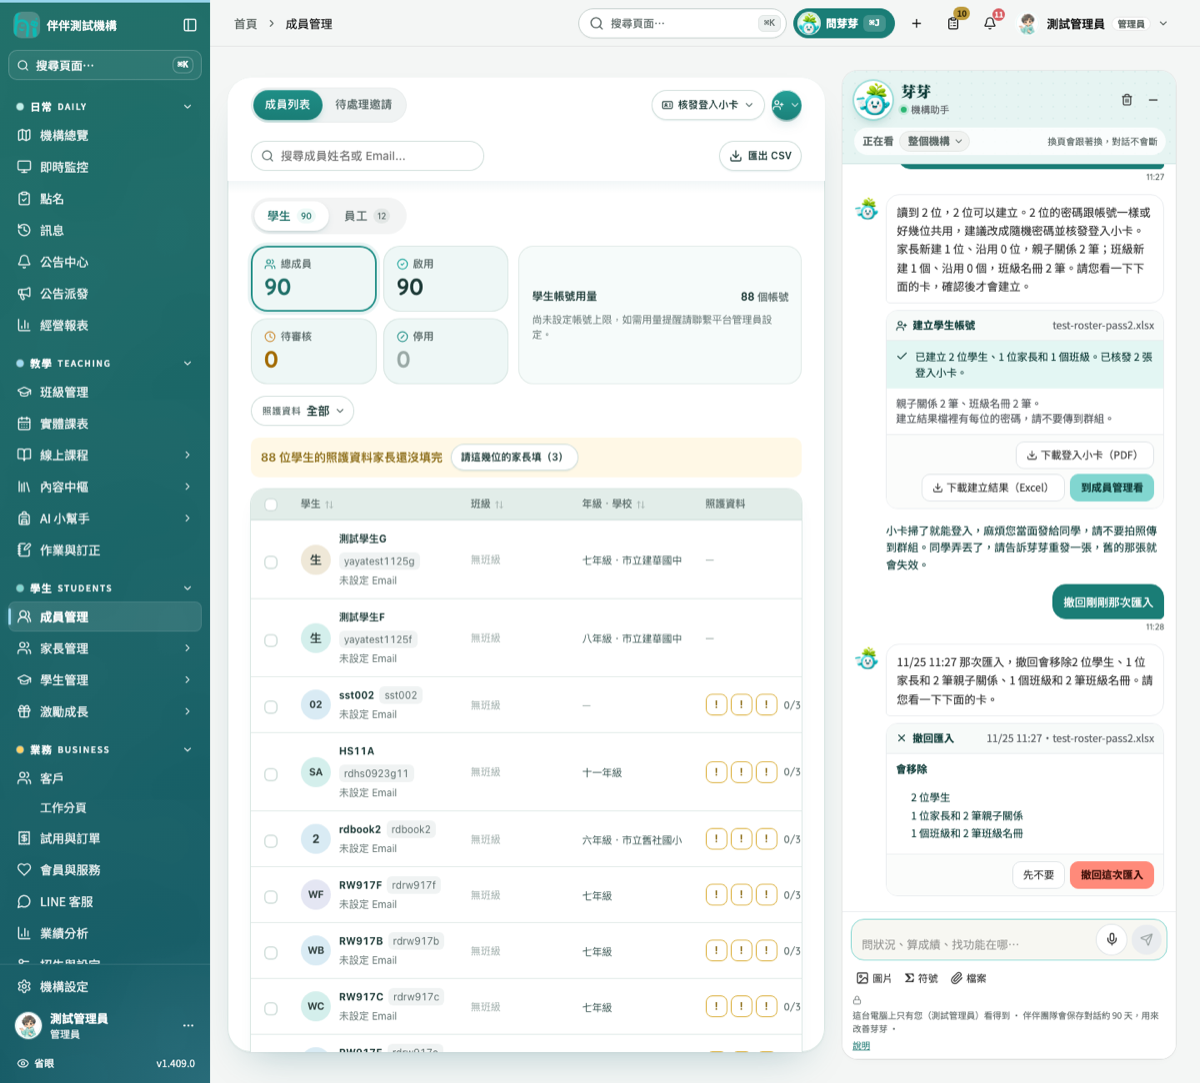 伴伴測試機構
搜尋頁面… ⌘K
日常 DAILY
機構總覽
即時監控
點名
訊息
公告中心
公告派發
經營報表
教學 TEACHING
班級管理
實體課表
線上課程
內容中樞
AI 小幫手
作業與訂正
學生 STUDENTS
成員管理
家長管理
學生管理
激勵成長
業務 BUSINESS
客戶
工作分頁
試用與訂單
會員與服務
LINE 客服
業績分析
機構設定
測試管理員
管理員
省眼 v1.409.0
首頁 > 成員管理
搜尋頁面… ⌘K
問芽芽 ⌘J
10
11
測試管理員 管理員
成員列表 待處理邀請
核發登入小卡
搜尋成員姓名或 Email...
匯出 CSV
學生 90 員工 12
總成員
90
啟用
90
待審核
0
停用
0
學生帳號用量 88 個帳號
尚未設定帳號上限，如需用量提醒請聯繫平台管理員設
定。
照護資料 全部
88 位學生的照護資料家長還沒填完 請這幾位的家長填（3）
學生 ↑↓ 班級 ↑↓ 年級 · 學校 ↑↓ 照護資料
生 測試學生G
yayatest1125g 無班級 七年級 · 市立建華國中 —
未設定 Email
生 測試學生F
yayatest1125f 無班級 八年級 · 市立建華國中 —
未設定 Email
02 sst002 sst002 無班級 — ! ! ! 0/3
未設定 Email
SA HS11A
rdhs0923g11 無班級 十一年級 ! ! ! 0/3
未設定 Email
2 rdbook2 rdbook2 無班級 六年級 · 市立舊社國小 ! ! ! 0/3
未設定 Email
WF RW917F rdrw917f 無班級 七年級 ! ! ! 0/3
未設定 Email
WB RW917B rdrw917b 無班級 七年級 ! ! ! 0/3
未設定 Email
WC RW917C rdrw917c 無班級 七年級 ! ! ! 0/3
未設定 Email
芽芽
機構助手
正在看 整個機構 換頁會跟著換，對話不會斷
11:27
讀到 2 位，2 位可以建立。2 位的密碼跟帳號一樣或
好幾位共用，建議改成隨機密碼並核發登入小卡。
家長新建 1 位、沿用 0 位，親子關係 2 筆；班級新
建 1 個、沿用 0 個，班級名冊 2 筆。請您看一下下
面的卡，確認後才會建立。
建立學生帳號 test-roster-pass2.xlsx
已建立 2 位學生、1 位家長和 1 個班級。已核發 2 張
登入小卡。
親子關係 2 筆、班級名冊 2 筆。
建立結果檔裡有每位的密碼，請不要傳到群組。
下載登入小卡（PDF）
下載建立結果（Excel） 到成員管理看
小卡掃了就能登入，麻煩您當面發給同學，請不要拍照傳
到群組。同學弄丟了，請告訴芽芽重發一張，舊的那張就
會失效。
撤回剛剛那次匯入
11:28
11/25 11:27 那次匯入，撤回會移除2 位學生、1 位
家長和 2 筆親子關係、1 個班級和 2 筆班級名冊。請
您看一下下面的卡。
撤回匯入 11/25 11:27・test-roster-pass2.xlsx
會移除
2 位學生
1 位家長和 2 筆親子關係
1 個班級和 2 筆班級名冊
先不要 撤回這次匯入
問狀況、算成績、找功能在哪…
圖片 Σ 符號 檔案
這台電腦上只有您（測試管理員）看得到 ・ 伴伴團隊會保存對話約 90 天，用來
改善芽芽 ・
說明